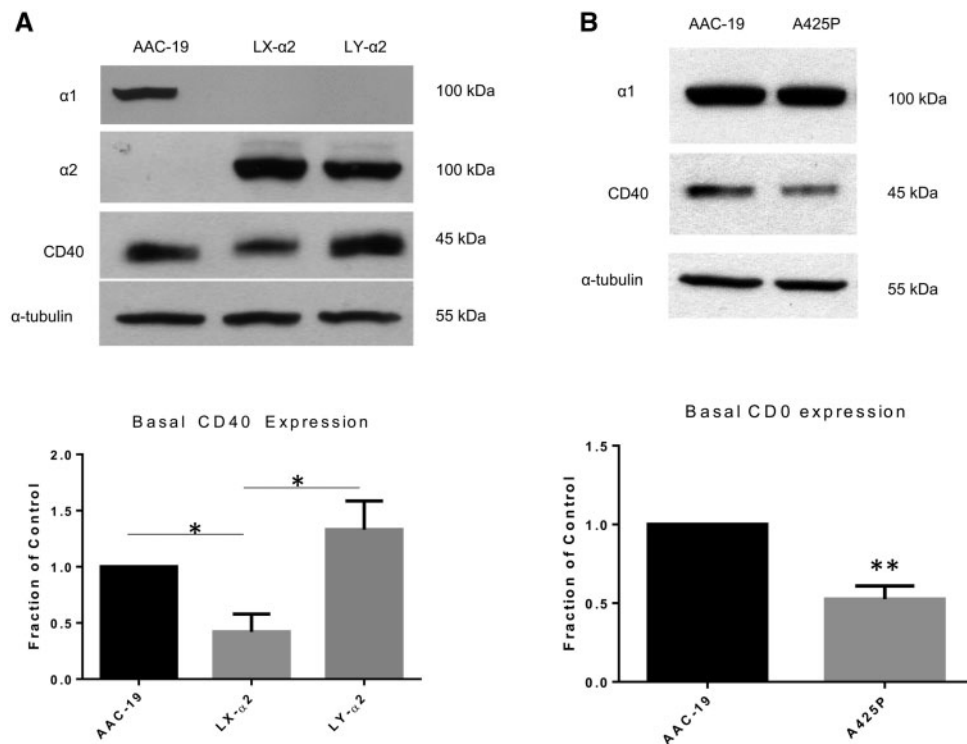 A
AAC-19 LX-α2 LY-α2
α1 100 kDa
α2 100 kDa
CD40 45 kDa
α-tubulin 55 kDa
Basal CD40 Expression
Fraction of Control
2.0
1.5
1.0
0.5
0.0
*
*
AAC-19
LX-α2
LY-α2
B
AAC-19 A425P
α1 100 kDa
CD40 45 kDa
α-tubulin 55 kDa
Basal CD0 expression
Fraction of Control
1.5
1.0
0.5
0.0
**
AAC-19
A425P